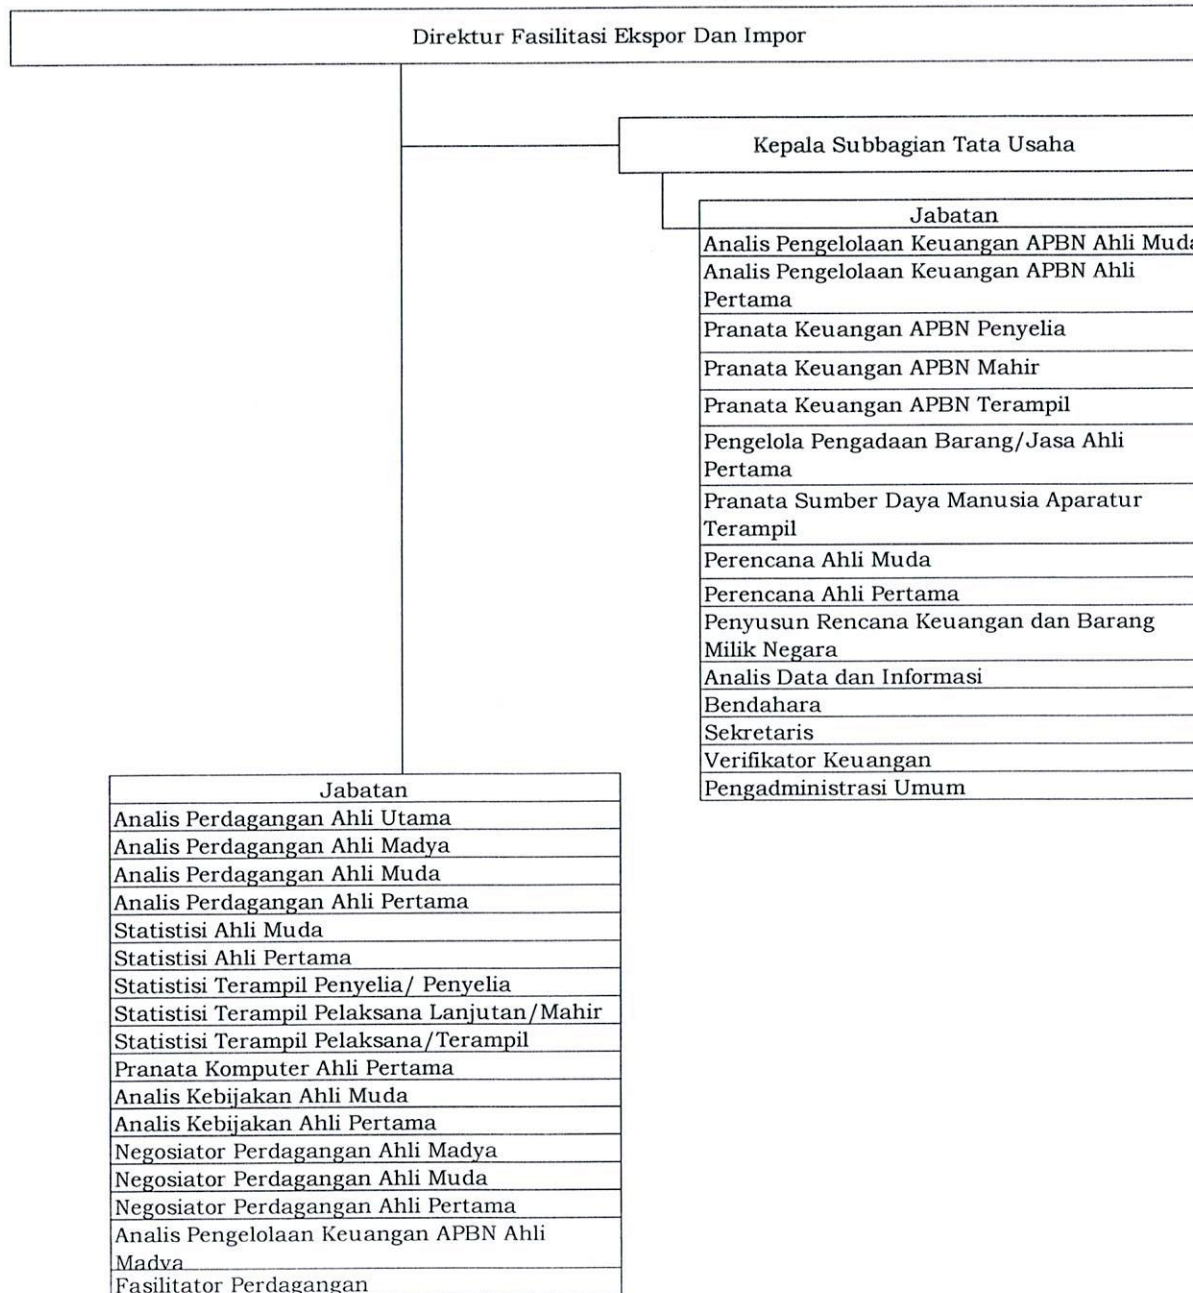 Direktur Fasilitasi Ekspor Dan Impor
Kepala Subbagian Tata Usaha
Jabatan
Analis Pengelolaan Keuangan APBN Ahli Muda
Analis Pengelolaan Keuangan APBN Ahli
Pertama
Pranata Keuangan APBN Penyelia
Pranata Keuangan APBN Mahir
Pranata Keuangan APBN Terampil
Pengelola Pengadaan Barang/Jasa Ahli
Pertama
Pranata Sumber Daya Manusia Aparatur
Terampil
Perencana Ahli Muda
Perencana Ahli Pertama
Penyusun Rencana Keuangan dan Barang
Milik Negara
Analis Data dan Informasi
Bendahara
Sekretaris
Verifikator Keuangan
Pengadministrasi Umum
Jabatan
Analis Perdagangan Ahli Utama
Analis Perdagangan Ahli Madya
Analis Perdagangan Ahli Muda
Analis Perdagangan Ahli Pertama
Statistisi Ahli Muda
Statistisi Ahli Pertama
Statistisi Terampil Penyelia/ Penyelia
Statistisi Terampil Pelaksana Lanjutan/Mahir
Statistisi Terampil Pelaksana/Terampil
Pranata Komputer Ahli Pertama
Analis Kebijakan Ahli Muda
Analis Kebijakan Ahli Pertama
Negosiator Perdagangan Ahli Madya
Negosiator Perdagangan Ahli Muda
Negosiator Perdagangan Ahli Pertama
Analis Pengelolaan Keuangan APBN Ahli
Madya
Fasilitator Perdagangan